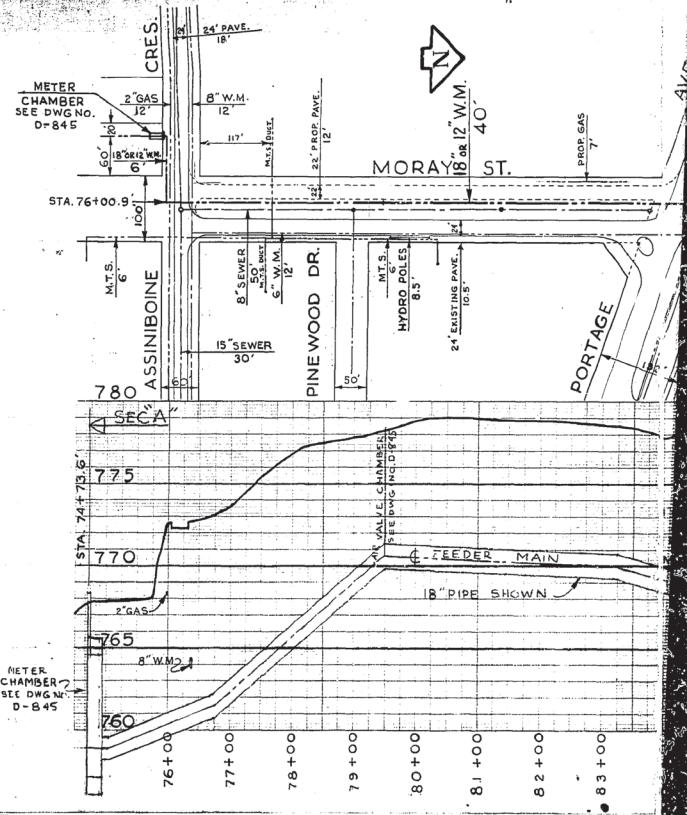 CRES.
24' PAVE.
18'
N
METER
CHAMBER
SEE DWG NO.
D-845
2" GAS
12'
8" W.M.
12'
20'
60'
18" OR 12" W.M.
6'
117'
M.T.S. DUCT
22' PROP. PAVE.
12'
18" OR 12" W.M.
40'
PROP. GAS
7'
MORAY ST.
STA. 76+00.9'
100'
22'
24'
M.T.S.
6'
ASSINIBOINE
8" SEWER
50'
M.T.S. DUCT
6" W.M.
12'
PINEWOOD DR.
M.T.S.
6'
HYDRO POLES
8.5'
24' EXISTING PAVE.
10.5'
PORTAGE
15" SEWER
30'
60'
50'
780
SEC "A"
STA. 74+73.6'
775
VALVE CHAMBER
SEE DWG. NO. D-845
770
FEEDER MAIN
18" PIPE SHOWN
2" GAS
765
8" W.M.
METER
CHAMBER
SEE DWG NO
D-845
760
76+00
77+00
78+00
79+00
80+00
81+00
82+00
83+00